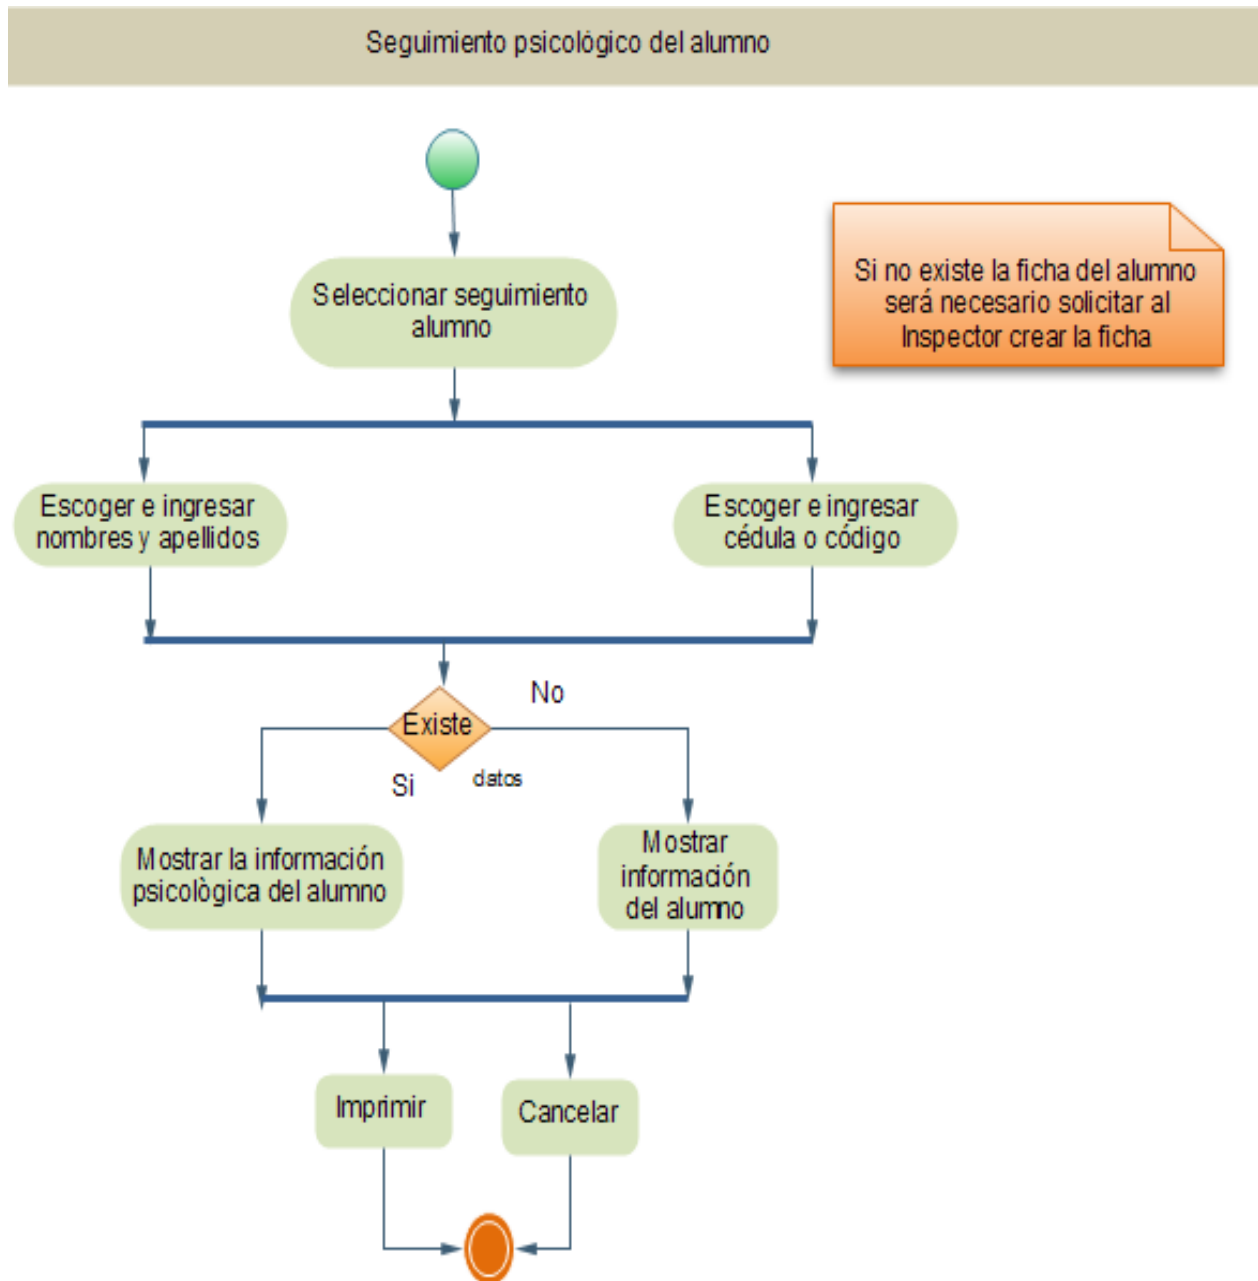 Seguimiento psicológico del alumno
Seleccionar seguimiento
alumno
Si no existe la ficha del alumno
será necesario solicitar al
Inspector crear la ficha
Escoger e ingresar
nombres y apellidos
Escoger e ingresar
cédula o código
No
Existe
Si
datos
Mostrar la información
psicològica del alumno
Mostrar
información
del alumno
Imprimir
Cancelar